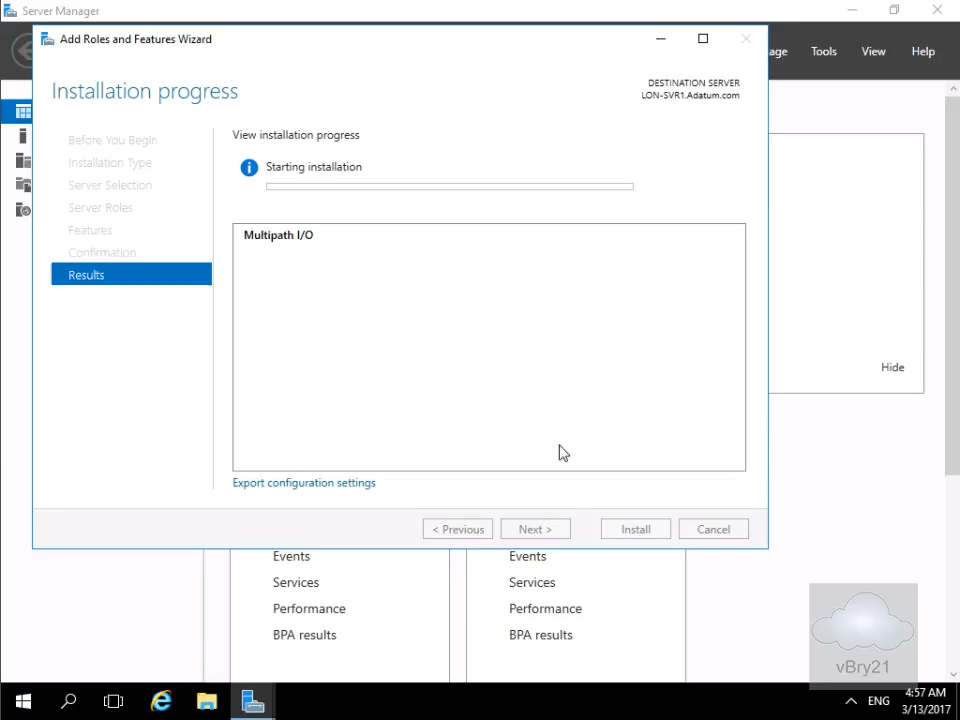 Server Manager
Add Roles and Features Wizard
Tools
View
Help
Installation progress
DESTINATION SERVER
LON-SVR1.Adatum.com
Before You Begin
Installation Type
Server Selection
Server Roles
Features
Confirmation
Results
View installation progress
Starting installation
Multipath I/O
Hide
Export configuration settings
< Previous
Next >
Install
Cancel
Events
Services
Performance
BPA results
Events
Services
Performance
BPA results
vBry21
ENG
4:57 AM
3/13/2017